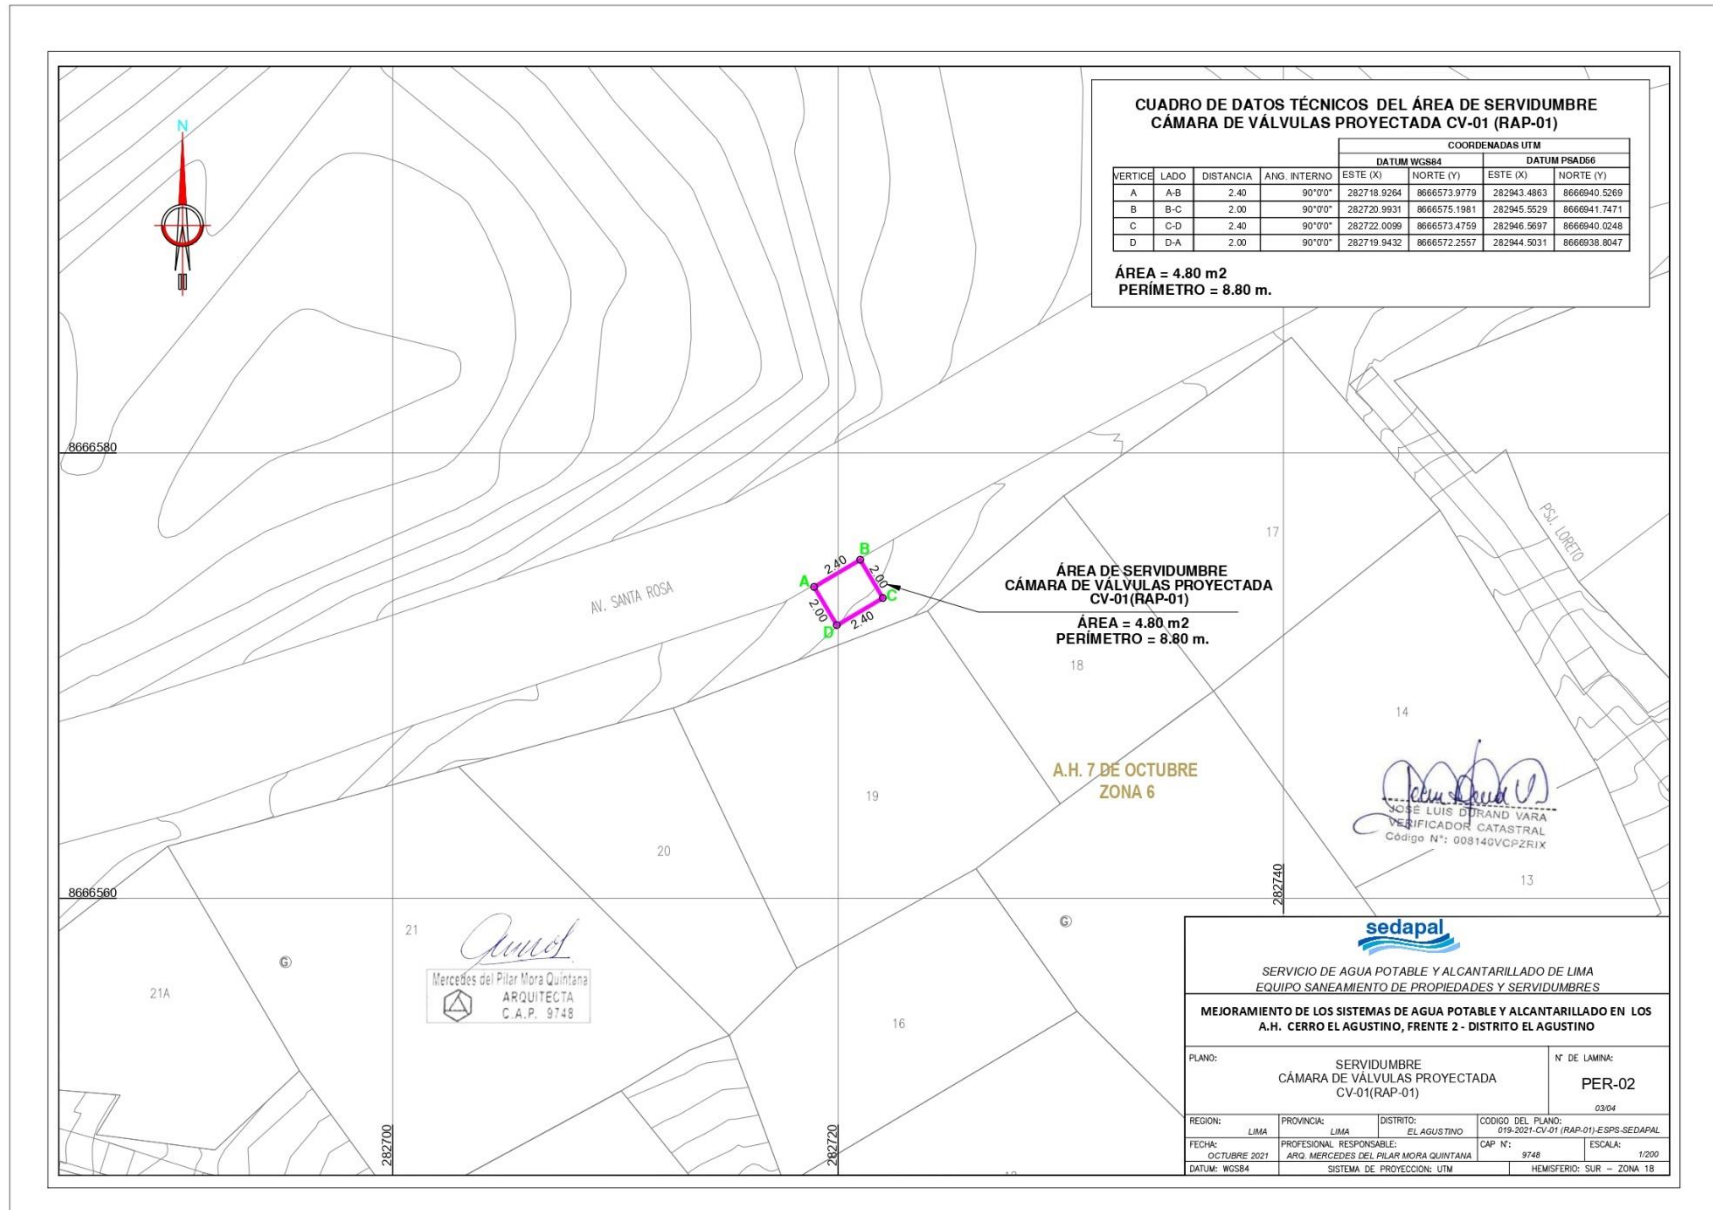 N
CUADRO DE DATOS TÉCNICOS DEL ÁREA DE SERVIDUMBRE
CÁMARA DE VÁLVULAS PROYECTADA CV-01 (RAP-01)
COORDENADAS UTM
DATUM WGS84 DATUM PSAD56
VERTICE LADO DISTANCIA ANG. INTERNO ESTE (X) NORTE (Y) ESTE (X) NORTE (Y)
A A-B 2.40 90°0'0" 282718.9264 8666573.9779 282943.4863 8666940.5269
B B-C 2.00 90°0'0" 282720.9931 8666575.1981 282945.5529 8666941.7471
C C-D 2.40 90°0'0" 282722.0099 8666573.4759 282946.5697 8666940.0248
D D-A 2.00 90°0'0" 282719.9432 8666572.2557 282944.5031 8666938.8047
ÁREA = 4.80 m2
PERÍMETRO = 8.80 m.
8666580
PSJ. LORETO
17
AV. SANTA ROSA
A
B
C
D
2.40
2.00
2.40
2.00
ÁREA DE SERVIDUMBRE
CÁMARA DE VÁLVULAS PROYECTADA
CV-01(RAP-01)
ÁREA = 4.80 m2
PERÍMETRO = 8.80 m.
18
14
A.H. 7 DE OCTUBRE
ZONA 6
19
20
JOSÉ LUIS DURAND VARA
VERIFICADOR CATASTRAL
Código N°: 008140VCPZRIX
8666560
282740
13
21
G
G
21A
16
Mercedes del Pilar Mora Quintana
ARQUITECTA
C.A.P. 9748
282700
282720
sedapal
SERVICIO DE AGUA POTABLE Y ALCANTARILLADO DE LIMA
EQUIPO SANEAMIENTO DE PROPIEDADES Y SERVIDUMBRES
MEJORAMIENTO DE LOS SISTEMAS DE AGUA POTABLE Y ALCANTARILLADO EN LOS
A.H. CERRO EL AGUSTINO, FRENTE 2 - DISTRITO EL AGUSTINO
PLANO:
SERVIDUMBRE
CÁMARA DE VÁLVULAS PROYECTADA
CV-01(RAP-01)
N° DE LAMINA:
PER-02
03/04
REGION: LIMA
PROVINCIA: LIMA
DISTRITO: EL AGUSTINO
CODIGO DEL PLANO: 019-2021-CV-01 (RAP-01)-ESPS-SEDAPAL
FECHA: OCTUBRE 2021
PROFESIONAL RESPONSABLE: ARQ. MERCEDES DEL PILAR MORA QUINTANA
CAP N°: 9748
ESCALA: 1/200
DATUM: WGS84
SISTEMA DE PROYECCION: UTM
HEMISFERIO: SUR - ZONA 18